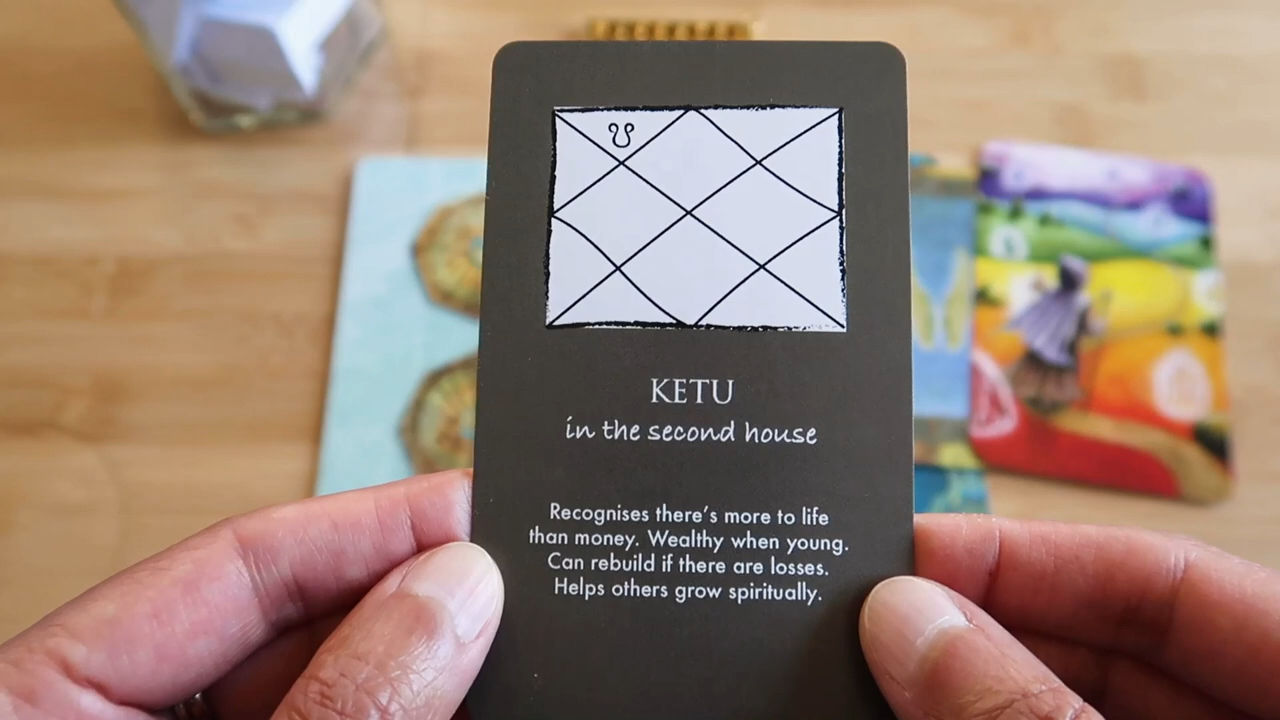 KETU
in the second house
Recognises there's more to life
than money. Wealthy when young.
Can rebuild if there are losses.
Helps others grow spiritually.